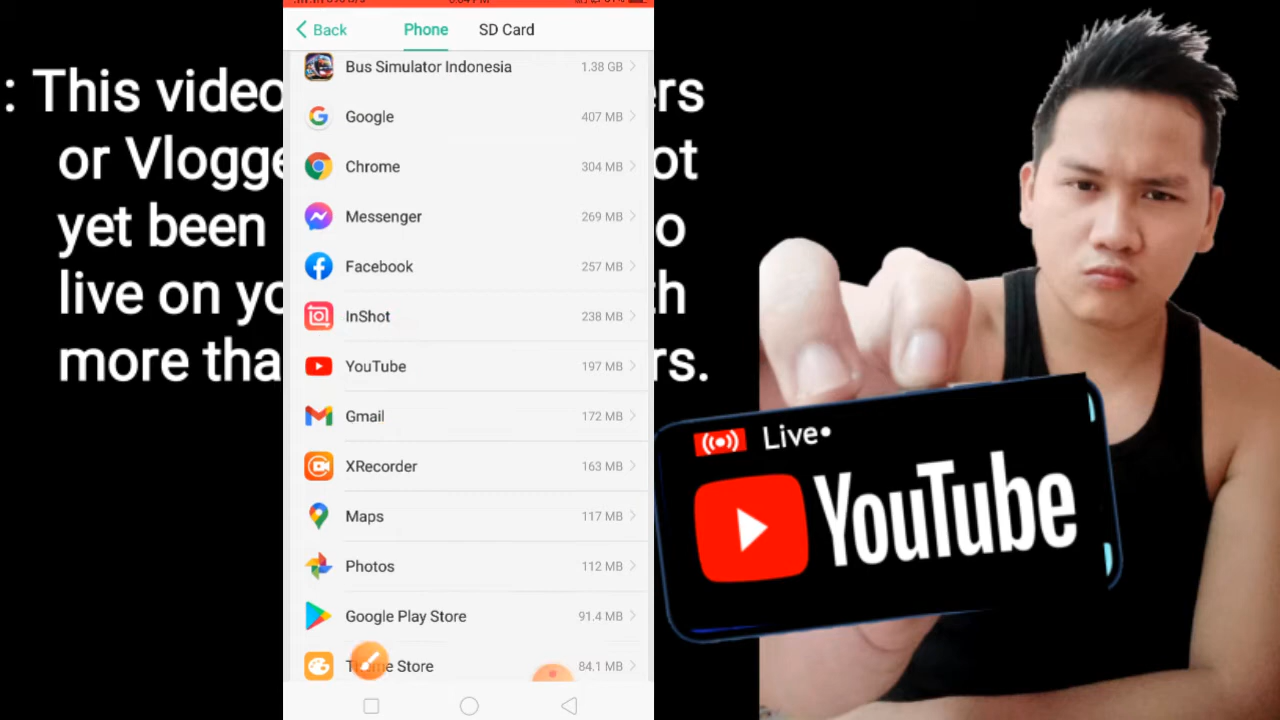 Back Phone SD Card
: This video
or Vlogge
yet been
live on yo
more tha
Bus Simulator Indonesia 1.38 GB
Google 407 MB
Chrome 304 MB
Messenger 269 MB
Facebook 257 MB
InShot 238 MB
YouTube 197 MB
Gmail 172 MB
XRecorder 163 MB
Maps 117 MB
Photos 112 MB
Google Play Store 91.4 MB
Store 84.1 MB
ers
ot
o
th
rs.
Live•
YouTube